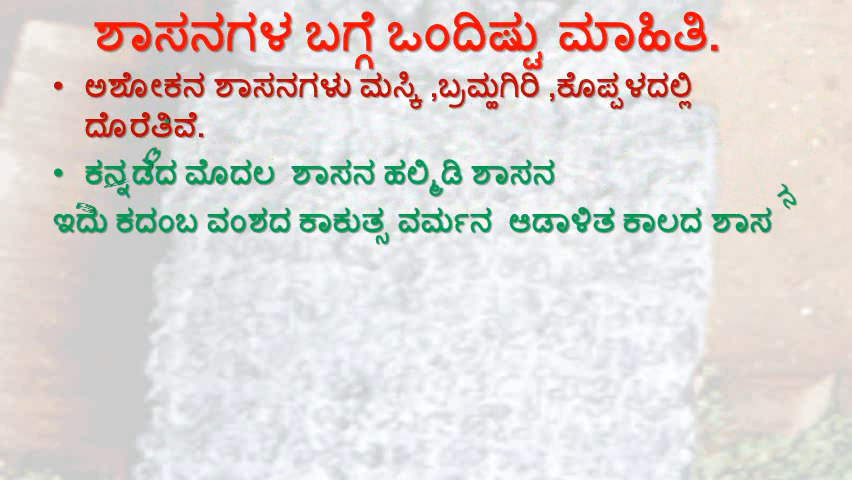 ಶಾಸನಗಳ ಬಗ್ಗೆ ಒಂದಿಷ್ಟು ಮಾಹಿತಿ.
• ಅಶೋಕನ ಶಾಸನಗಳು ಮಸ್ಕಿ ,ಬ್ರಮ್ಹಗಿರಿ ,ಕೊಪ್ಪಳದಲ್ಲಿ
ದೊರೆತಿವೆ.
• ಕನ್ನಡದ ಮೊದಲ ಶಾಸನ ಹಲ್ಮಿಡಿ ಶಾಸನ
ಇದು ಕದಂಬ ವಂಶದ ಕಾಕುತ್ಸ ವರ್ಮನ ಆಡಾಳಿತ ಕಾಲದ ಶಾಸನ